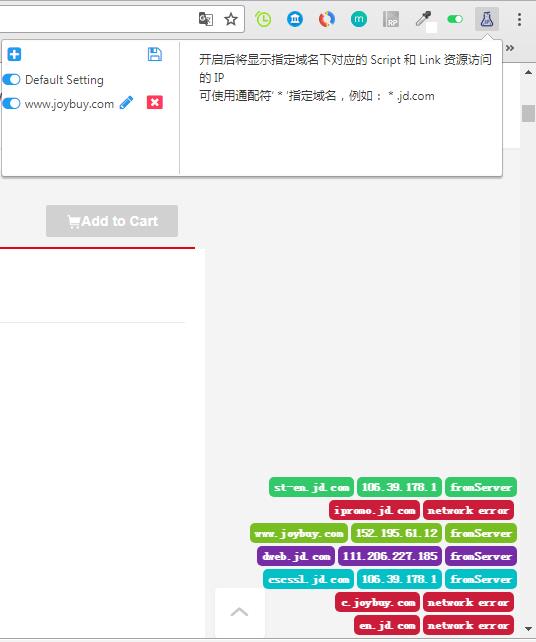 RP
m
»
Default Setting
www.joybuy.com
开启后将显示指定域名下对应的 Script 和 Link 资源访问
的 IP
可使用通配符' * '指定域名，例如： * .jd.com
Add to Cart
st-en.jd.com 106.39.178.1 fromServer
ipromo.jd.com network error
www.joybuy.com 152.195.61.12 fromServer
dweb.jd.com 111.206.227.185 fromServer
cscssl.jd.com 106.39.178.1 fromServer
c.joybuy.com network error
en.jd.com network error